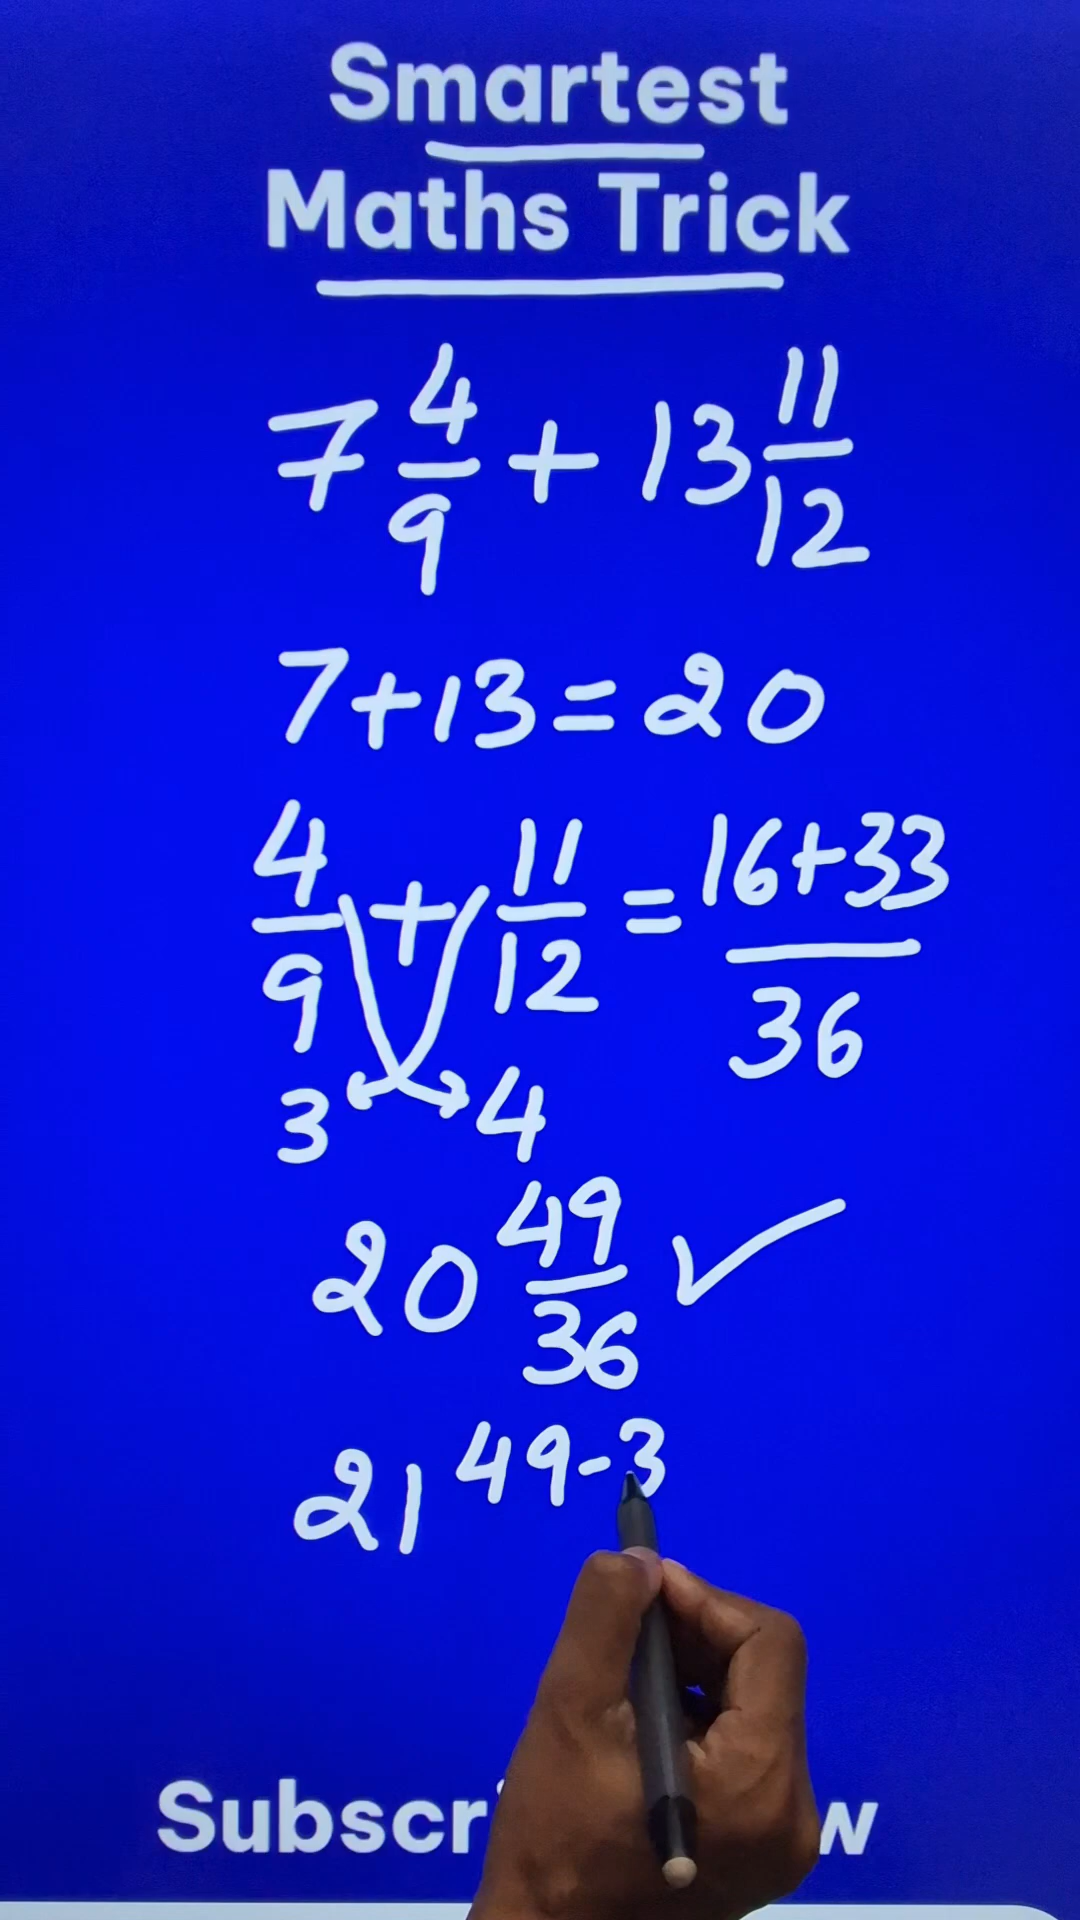 Smartest
Maths Trick
7 4/9 + 13 11/12
7+13=20
4/9 + 11/12 = 16+33/36
3 4
20 49/36 ✓
21 49-3
Subscr w